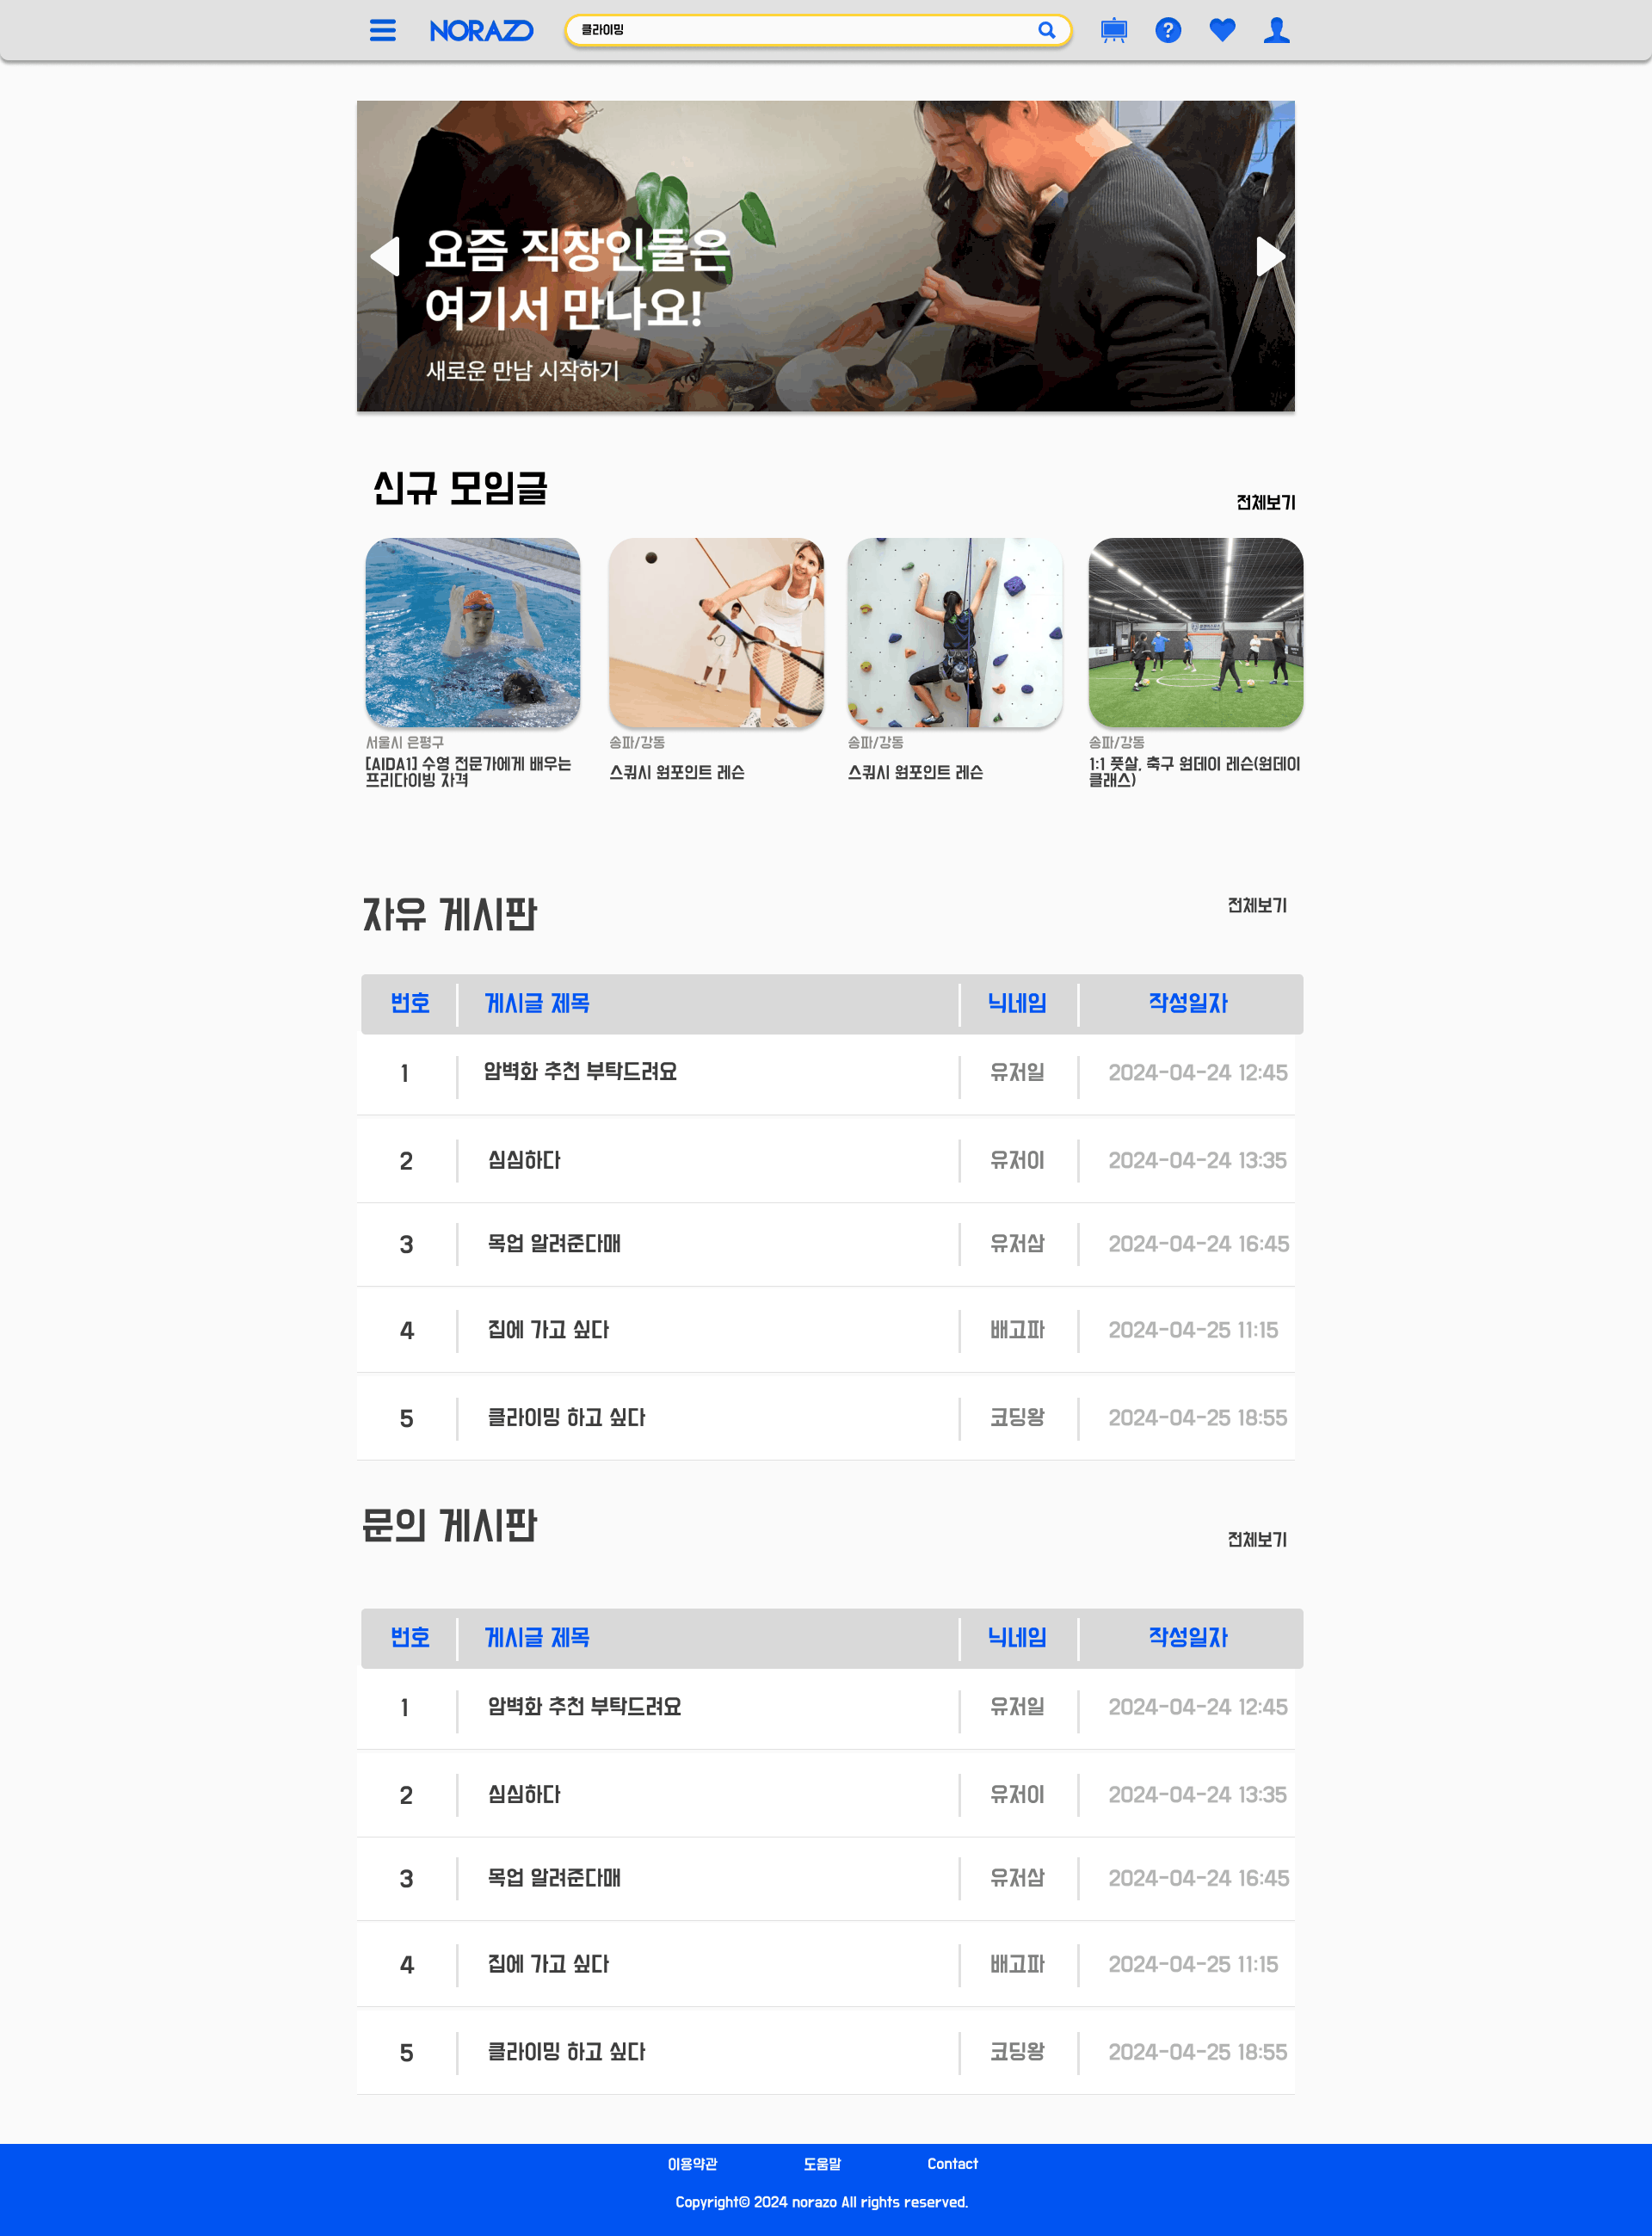 NORAZO
클라이밍
요즘 직장인들은
여기서 만나요!
새로운 만남 시작하기
신규 모임글
전체보기
서울시 은평구
[AIDA1] 수영 전문가에게 배우는
프리다이빙 자격
송파/강동
스쿼시 원포인트 레슨
송파/강동
스쿼시 원포인트 레슨
송파/강동
1:1 풋살, 축구 원데이 레슨(원데이
클래스)
자유 게시판
전체보기
번호 게시글 제목 닉네임 작성일자
1 암벽화 추천 부탁드려요 유저일 2024-04-24 12:45
2 심심하다 유저이 2024-04-24 13:35
3 목업 알려준다매 유저삼 2024-04-24 16:45
4 집에 가고 싶다 배고파 2024-04-25 11:15
5 클라이밍 하고 싶다 코딩왕 2024-04-25 18:55
문의 게시판
전체보기
번호 게시글 제목 닉네임 작성일자
1 암벽화 추천 부탁드려요 유저일 2024-04-24 12:45
2 심심하다 유저이 2024-04-24 13:35
3 목업 알려준다매 유저삼 2024-04-24 16:45
4 집에 가고 싶다 배고파 2024-04-25 11:15
5 클라이밍 하고 싶다 코딩왕 2024-04-25 18:55
이용약관 도움말 Contact
Copyright© 2024 norazo All rights reserved.